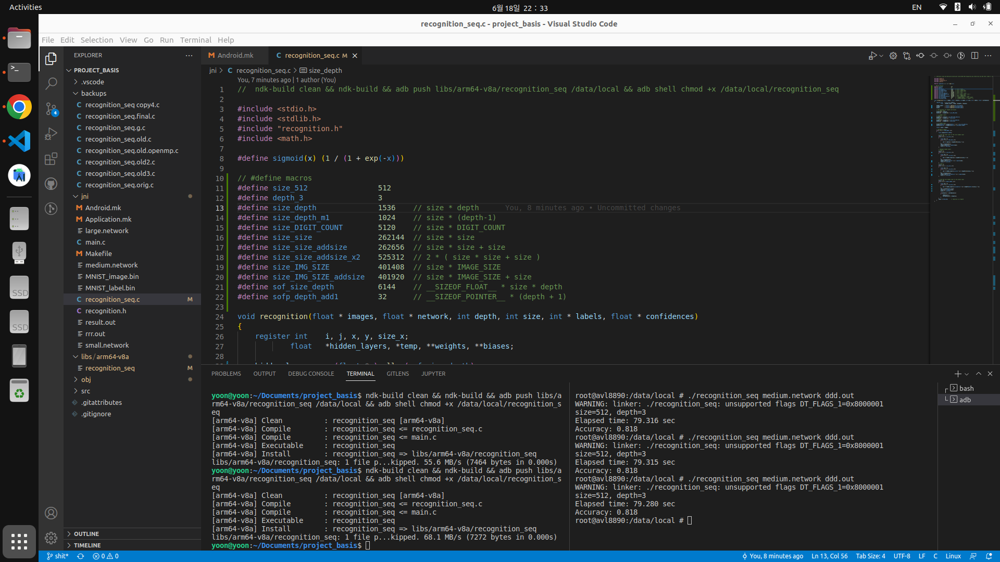 Activities
6월 18일 22 : 33
EN
recognition_seq.c - project_basis - Visual Studio Code
File Edit Selection View Go Run Terminal Help
EXPLORER
PROJECT_BASIS
.vscode
backups
recognition_seq copy4.c
recognition_seq.final.c
recognition_seq.g.c
recognition_seq.old.c
recognition_seq.old.openmp.c
recognition_seq.old2.c
recognition_seq.old3.c
recognition_seq.orig.c
jni
Android.mk
Application.mk
large.network
main.c
Makefile
medium.network
MNIST_image.bin
MNIST_label.bin
recognition_seq.c M
recognition.h
result.out
rrr.out
small.network
libs/arm64-v8a
recognition_seq M
obj
src
.gitattributes
.gitignore
OUTLINE
TIMELINE
4
SSD
SSD
Android.mk
recognition_seq.c M
jni > C recognition_seq.c > size_depth
You, 7 minutes ago | 1 author (You)
1 //  ndk-build clean && ndk-build && adb push libs/arm64-v8a/recognition_seq /data/local && adb shell chmod +x /data/local/recognition_seq
2
3 #include <stdio.h>
4 #include <stdlib.h>
5 #include "recognition.h"
6 #include <math.h>
7
8 #define sigmoid(x) (1 / (1 + exp(-x)))
9
10 // #define macros
11 #define size_512 512
12 #define depth_3 3
13 #define size_depth 1536 // size * depth You, 8 minutes ago • Uncommitted changes
14 #define size_depth_m1 1024 // size * (depth-1)
15 #define size_DIGIT_COUNT 5120 // size * DIGIT_COUNT
16 #define size_size 262144 // size * size
17 #define size_size_addsize 262656 // size * size + size
18 #define size_size_addsize_x2 525312 // 2 * ( size * size + size )
19 #define size_IMG_SIZE 401408 // size * IMAGE_SIZE
20 #define size_IMG_SIZE_addsize 401920 // size * IMAGE_SIZE + size
21 #define sof_size_depth 6144 // __SIZEOF_FLOAT__ * size * depth
22 #define sofp_depth_add1 32 // __SIZEOF_POINTER__ * (depth + 1)
23
24 void recognition(float * images, float * network, int depth, int size, int * labels, float * confidences)
25 {
26 register int i, j, x, y, size_x;
27 float *hidden_layers, *temp, **weights, **biases;
28
PROBLEMS OUTPUT DEBUG CONSOLE TERMINAL GITLENS JUPYTER
yoon@yoon:~/Documents/project_basis$ ndk-build clean && ndk-build && adb push libs/a
rm64-v8a/recognition_seq /data/local && adb shell chmod +x /data/local/recognition_s
eq
[arm64-v8a] Clean : recognition_seq [arm64-v8a]
[arm64-v8a] Compile : recognition_seq <= recognition_seq.c
[arm64-v8a] Compile : recognition_seq <= main.c
[arm64-v8a] Executable : recognition_seq
[arm64-v8a] Install : recognition_seq => libs/arm64-v8a/recognition_seq
libs/arm64-v8a/recognition_seq: 1 file p...kipped. 55.6 MB/s (7464 bytes in 0.000s)
yoon@yoon:~/Documents/project_basis$ ndk-build clean && ndk-build && adb push libs/a
rm64-v8a/recognition_seq /data/local && adb shell chmod +x /data/local/recognition_s
eq
[arm64-v8a] Clean : recognition_seq [arm64-v8a]
[arm64-v8a] Compile : recognition_seq <= recognition_seq.c
[arm64-v8a] Compile : recognition_seq <= main.c
[arm64-v8a] Executable : recognition_seq
[arm64-v8a] Install : recognition_seq => libs/arm64-v8a/recognition_seq
libs/arm64-v8a/recognition_seq: 1 file p...kipped. 68.1 MB/s (7272 bytes in 0.000s)
yoon@yoon:~/Documents/project_basis$
root@avl8890:/data/local # ./recognition_seq medium.network ddd.out
WARNING: linker: ./recognition_seq: unsupported flags DT_FLAGS_1=0x8000001
size=512, depth=3
Elapsed time: 79.316 sec
Accuracy: 0.818
root@avl8890:/data/local # ./recognition_seq medium.network ddd.out
WARNING: linker: ./recognition_seq: unsupported flags DT_FLAGS_1=0x8000001
size=512, depth=3
Elapsed time: 79.315 sec
Accuracy: 0.818
root@avl8890:/data/local # ./recognition_seq medium.network ddd.out
WARNING: linker: ./recognition_seq: unsupported flags DT_FLAGS_1=0x8000001
size=512, depth=3
Elapsed time: 79.280 sec
Accuracy: 0.818
root@avl8890:/data/local #
bash
adb
shit* 0 0
You, 8 minutes ago Ln 13, Col 56 Tab Size: 4 UTF-8 LF C Linux